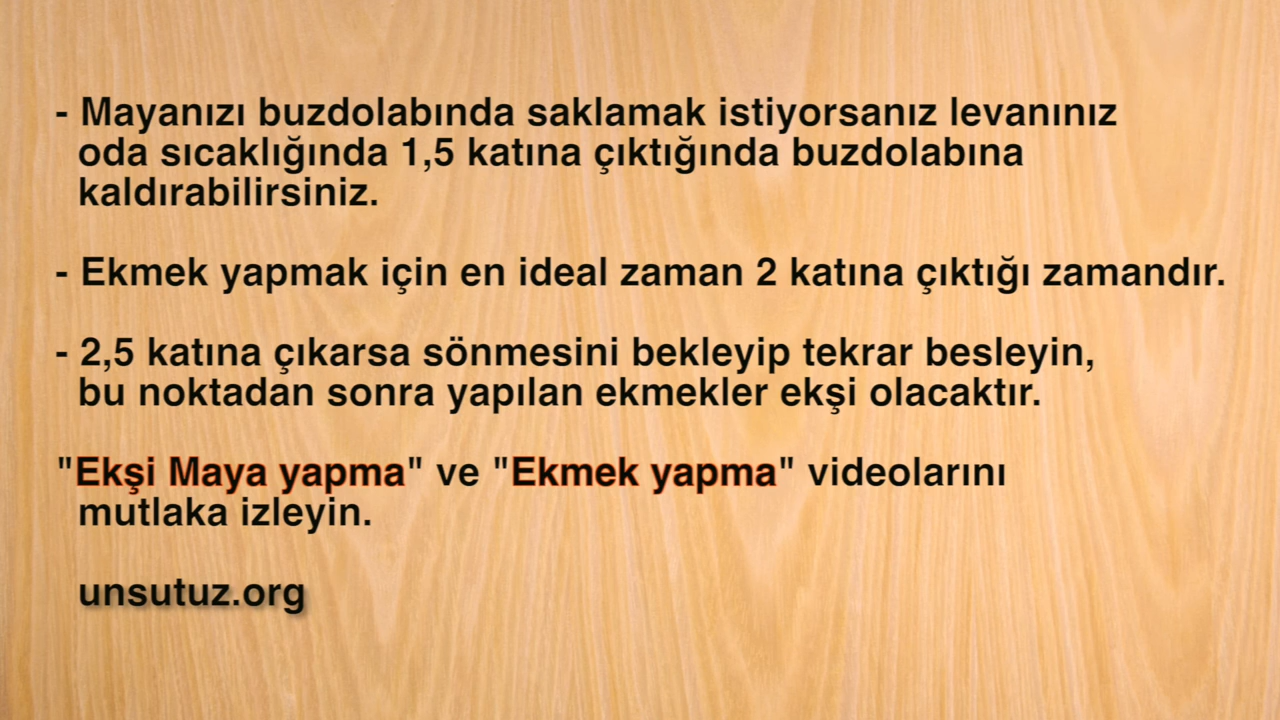 - Mayanızı buzdolabında saklamak istiyorsanız levanınız
oda sıcaklığında 1,5 katına çıktığında buzdolabına
kaldırabilirsiniz.
- Ekmek yapmak için en ideal zaman 2 katına çıktığı zamandır.
- 2,5 katına çıkarsa sönmesini bekleyip tekrar besleyin,
bu noktadan sonra yapılan ekmekler ekşi olacaktır.
"Ekşi Maya yapma" ve "Ekmek yapma" videolarını
mutlaka izleyin.
unsutuz.org